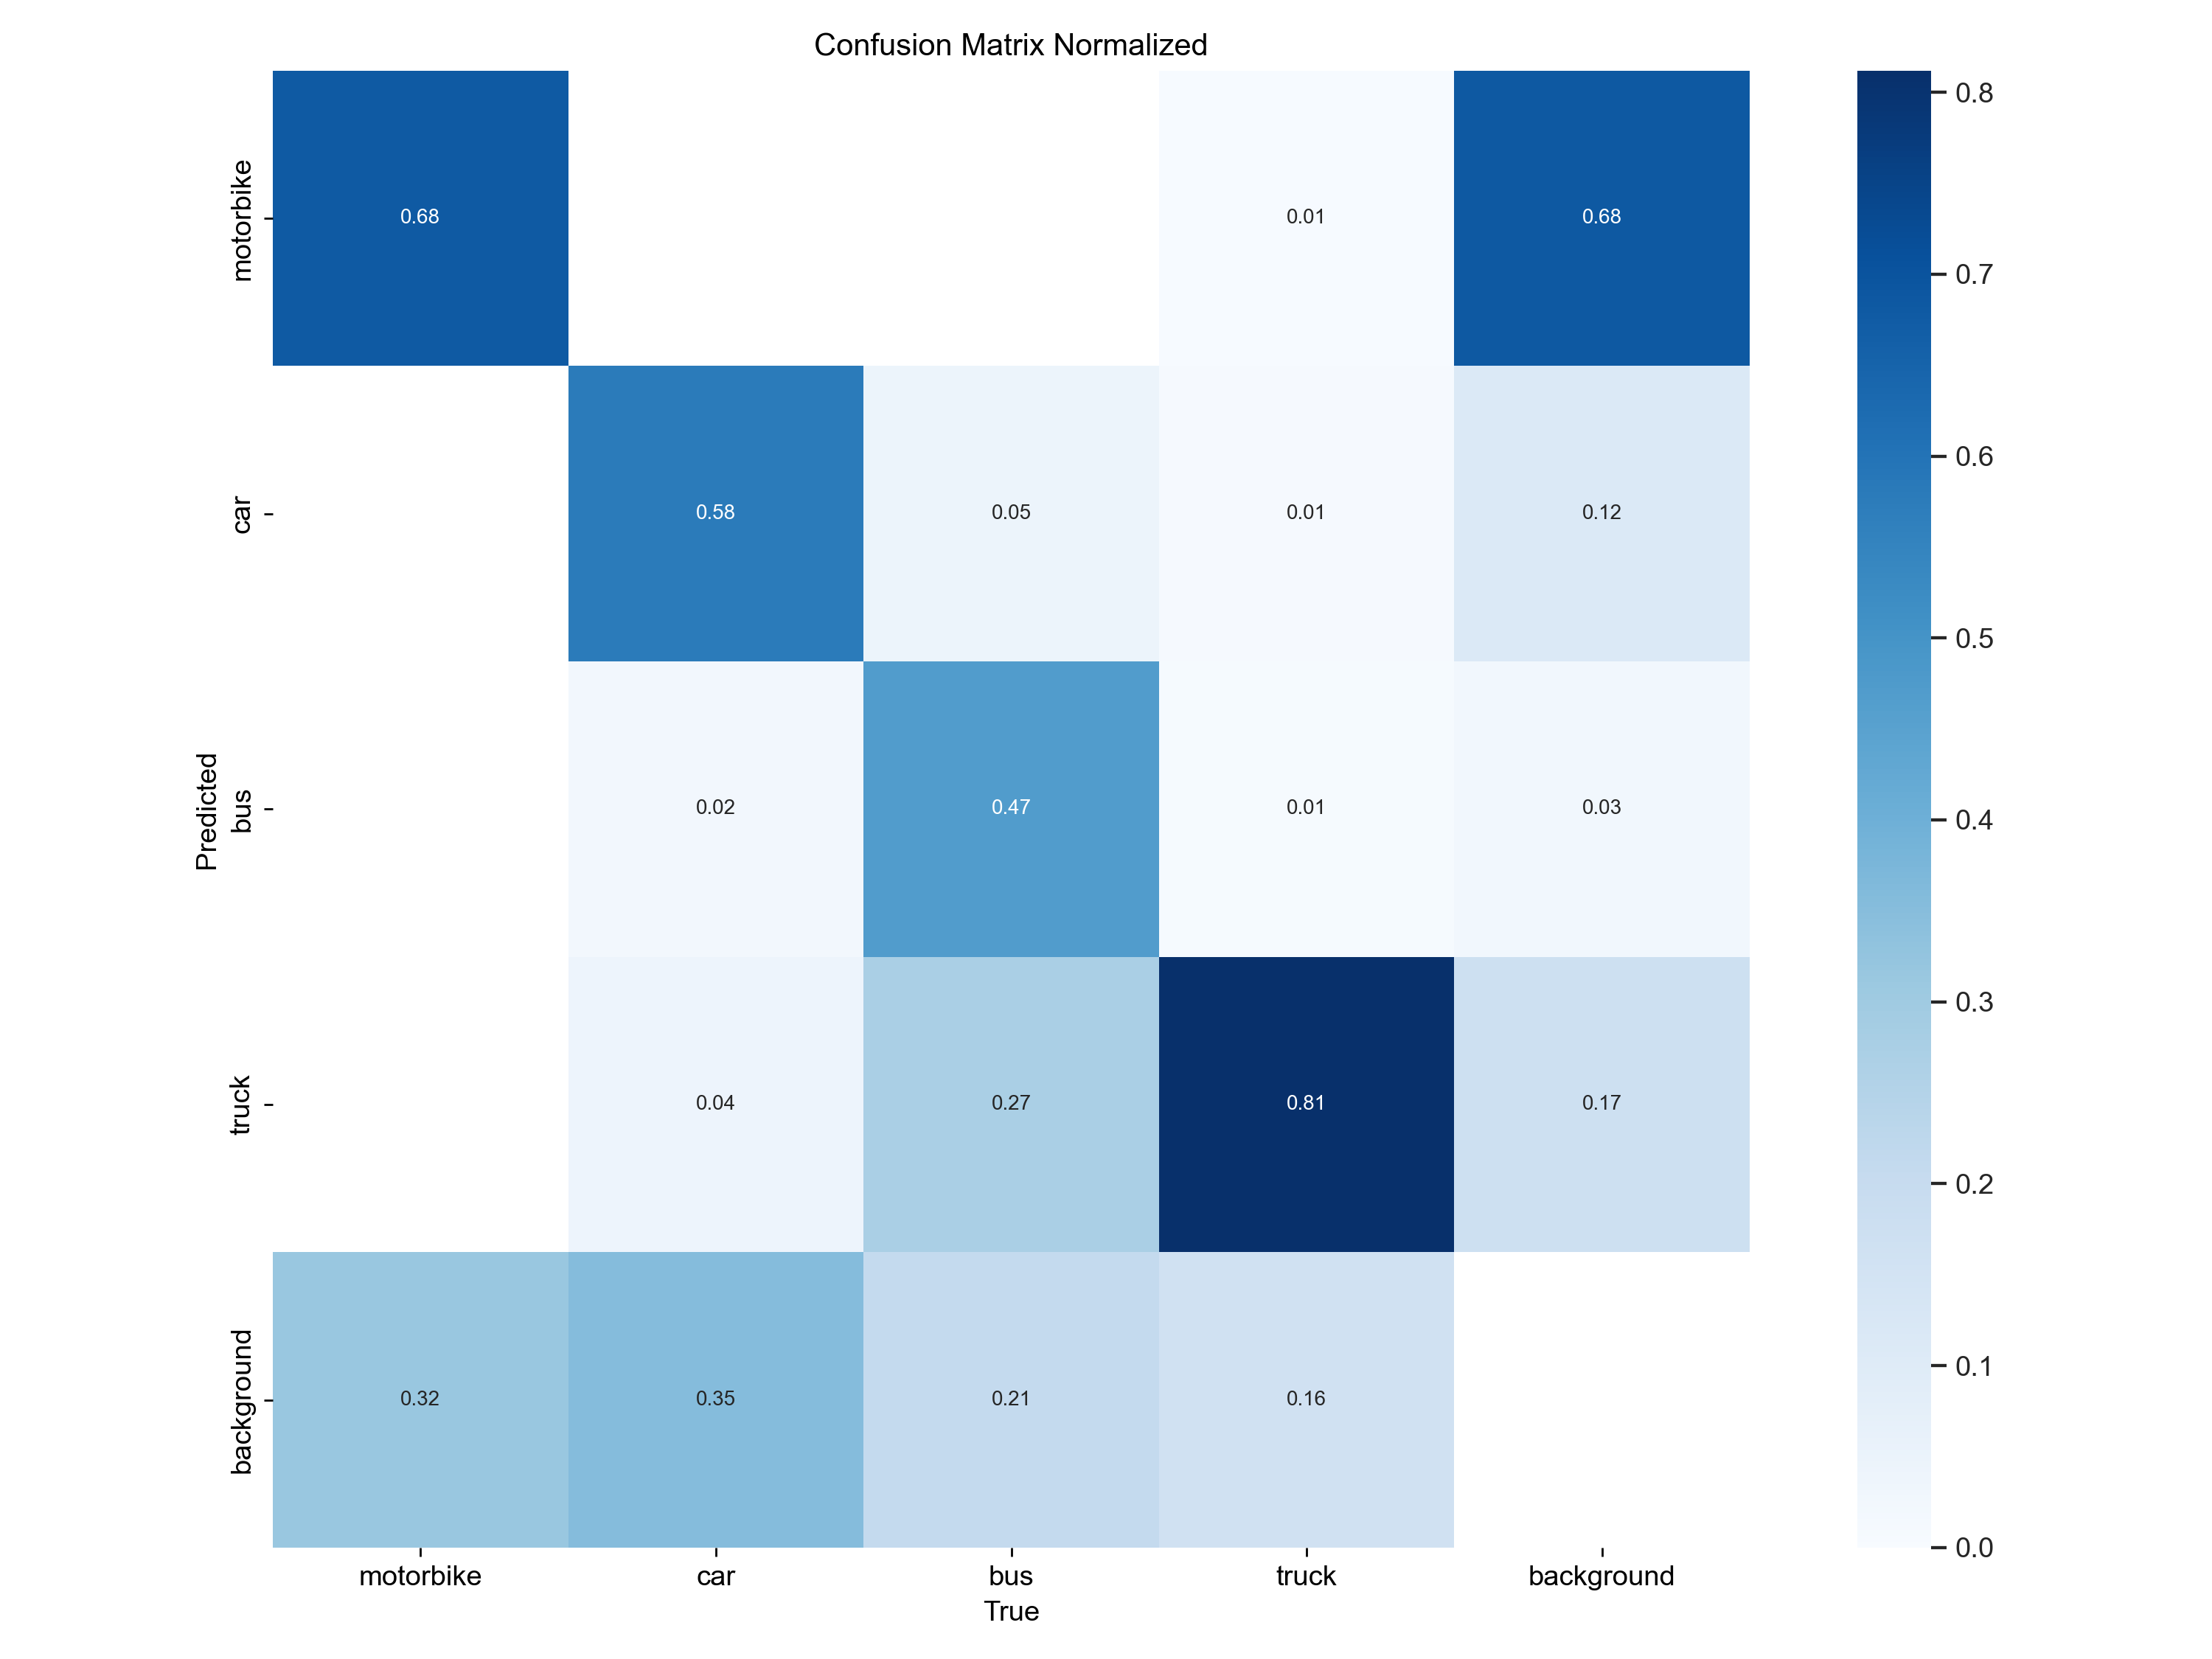 Confusion Matrix Normalized
motorbike
0.68
0.01
0.68
car
0.58
0.05
0.01
0.12
Predicted
bus
0.02
0.47
0.01
0.03
truck
0.04
0.27
0.81
0.17
background
0.32
0.35
0.21
0.16
motorbike
car
bus
truck
background
True
0.8
0.7
0.6
0.5
0.4
0.3
0.2
0.1
0.0